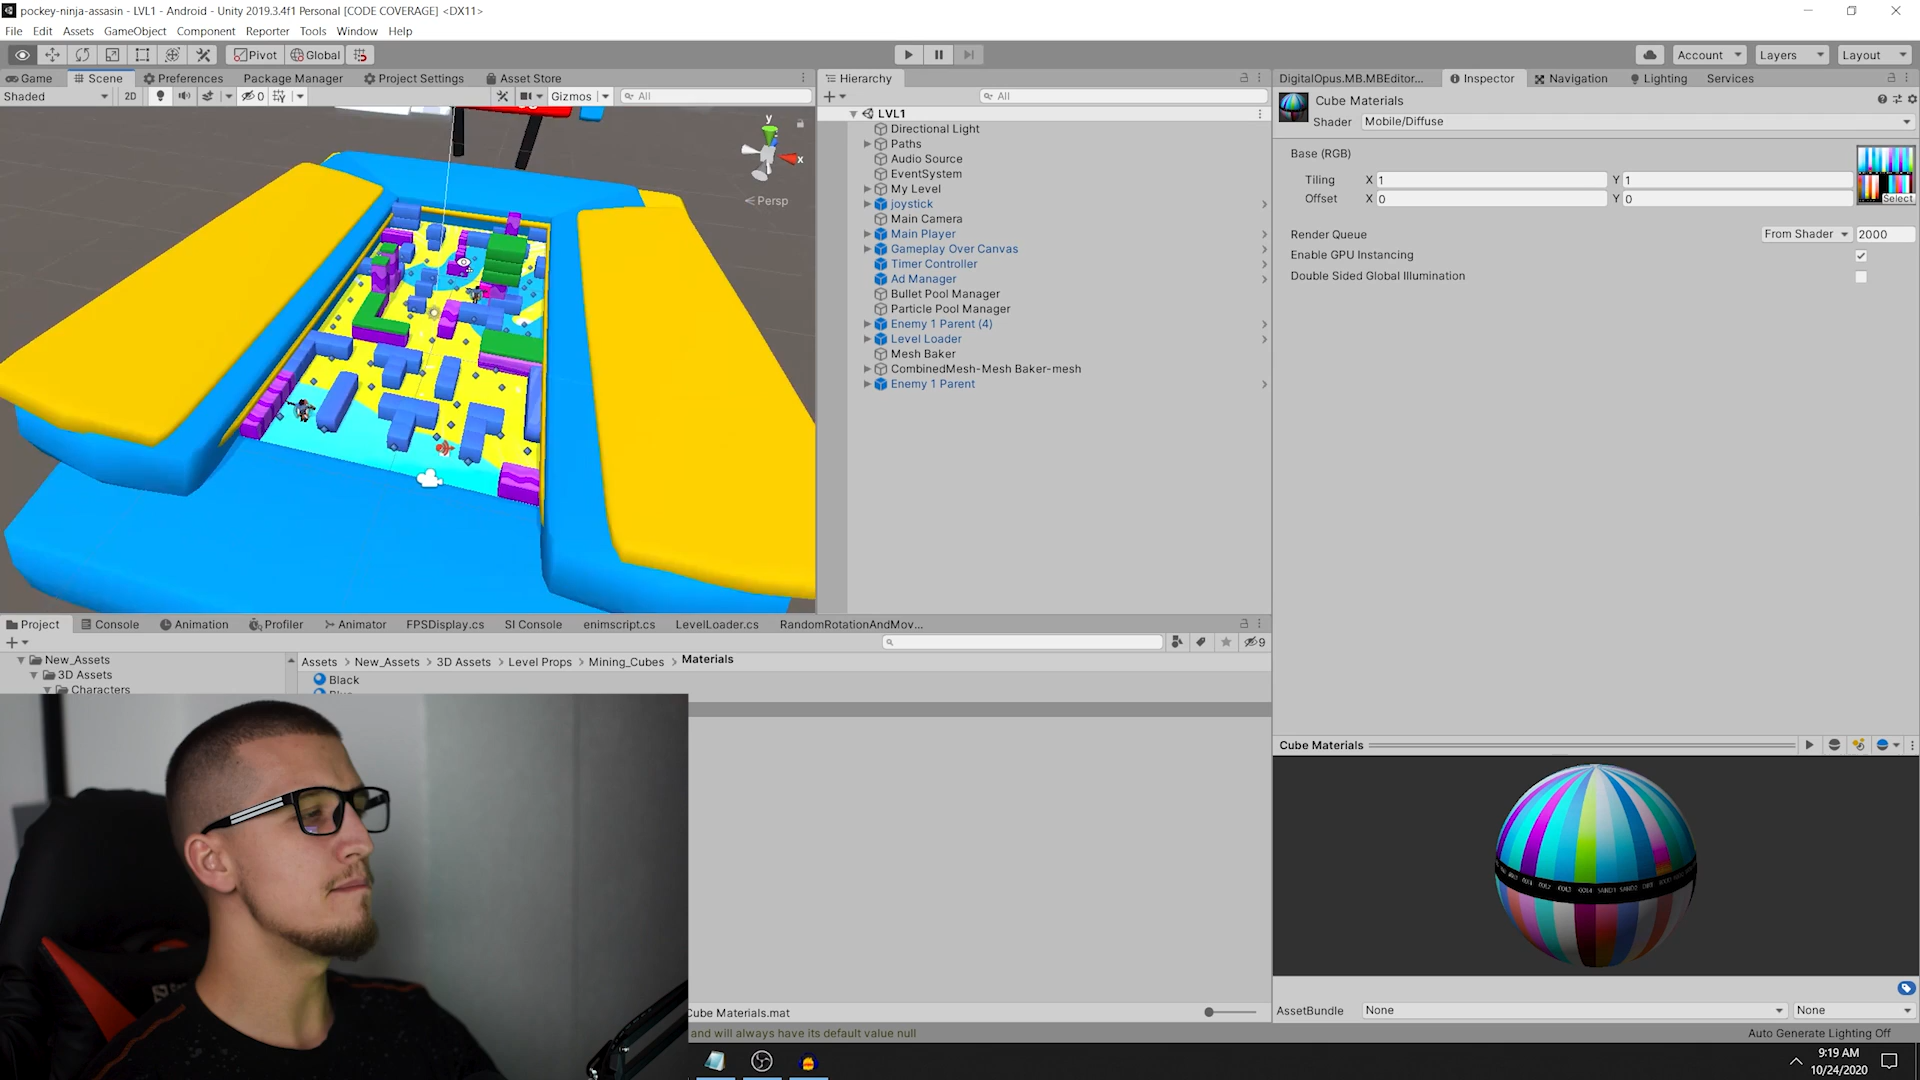 pockey-ninja-assasin - LVL1 - Android - Unity 2019.3.4f1 Personal [CODE COVERAGE] <DX11>
File Edit Assets GameObject Component Reporter Tools Window Help
Pivot Global Account Layers Layout
Game Scene Preferences Package Manager Project Settings Asset Store
Shaded 2D 0 Gizmos All
y
x
Persp
Hierarchy
All
LVL1
Directional Light
Paths
Audio Source
EventSystem
My Level
joystick
Main Camera
Main Player
Gameplay Over Canvas
Timer Controller
Ad Manager
Bullet Pool Manager
Particle Pool Manager
Enemy 1 Parent (4)
Level Loader
Mesh Baker
CombinedMesh-Mesh Baker-mesh
Enemy 1 Parent
DigitalOpus.MB.MBEditor... Inspector Navigation Lighting Services
Cube Materials
Shader Mobile/Diffuse
Base (RGB)
Tiling X 1 Y 1
Offset X 0 Y 0
Select
Render Queue From Shader 2000
Enable GPU Instancing
Double Sided Global Illumination
Project Console Animation Profiler Animator FPSDisplay.cs SI Console enimscript.cs LevelLoader.cs RandomRotationAndMov...
9
New_Assets
3D Assets
Characters
Assets > New_Assets > 3D Assets > Level Props > Mining_Cubes > Materials
Black
Cube Materials
Cube Materials.mat
and will always have its default value null
AssetBundle None None
Auto Generate Lighting Off
9:19 AM
10/24/2020